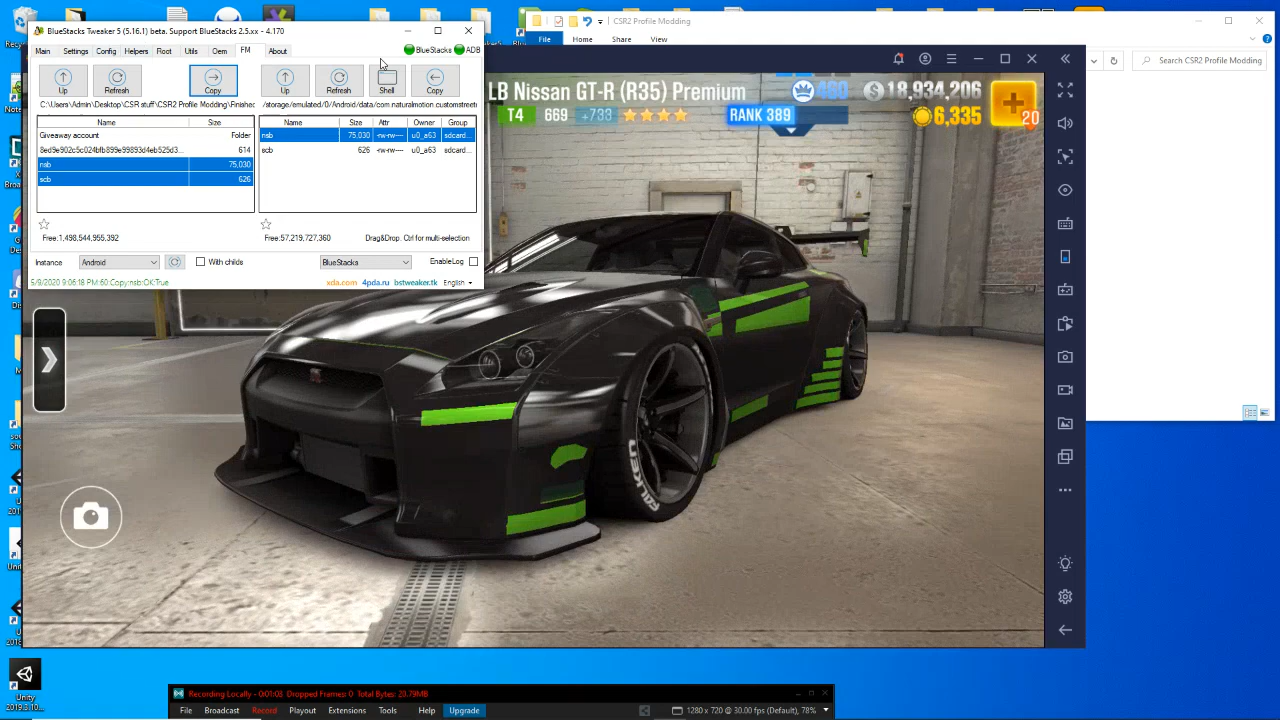 BlueStacks Tweaker 5 (5.16.1) beta. Support BlueStacks 2.5.xx - 4.170
Main Settings Config Helpers Root Utils Oem FM About
BlueStacks ADB
Up Refresh Copy Up Refresh Shell Copy
C:\Users\Admin\Desktop\CSR stuff\CSR2 Profile Modding\Finished
/storage/emulated/0/Android/data/com.naturalmotion.customstreetr
Name Size
Giveaway account Folder
8ed9e902c5c024bfb899e99893d4eb525d3... 614
nsb 75,030
scb 626
Name Size Attr Owner Group
nsb 75,030 -rw-rw---- u0_a63 sdcard...
scb 626 -rw-rw---- u0_a63 sdcard...
Free:1,498,544,955,392
Free:57,219,727,360
Drag&Drop. Ctrl for multi-selection
Instance Android With childs BlueStacks EnableLog
5/9/2020 9:06:18 PM:60:Copy:nsb:OK:True
xda.com 4pda.ru bstweaker.tk English
CSR2 Profile Modding
File Home Share View
Search CSR2 Profile Modding
LB Nissan GT-R (R35) Premium
T4 669 +733
RANK 389
18,934,206
6,335
20
FALKEN
Unity
2019.3.10...
Recording Locally - 0:01:03 Dropped Frames: 0 Total Bytes: 20.79MB
File Broadcast Record Playout Extensions Tools Help Upgrade
1280 x 720 @ 30.00 fps (Default), 78%